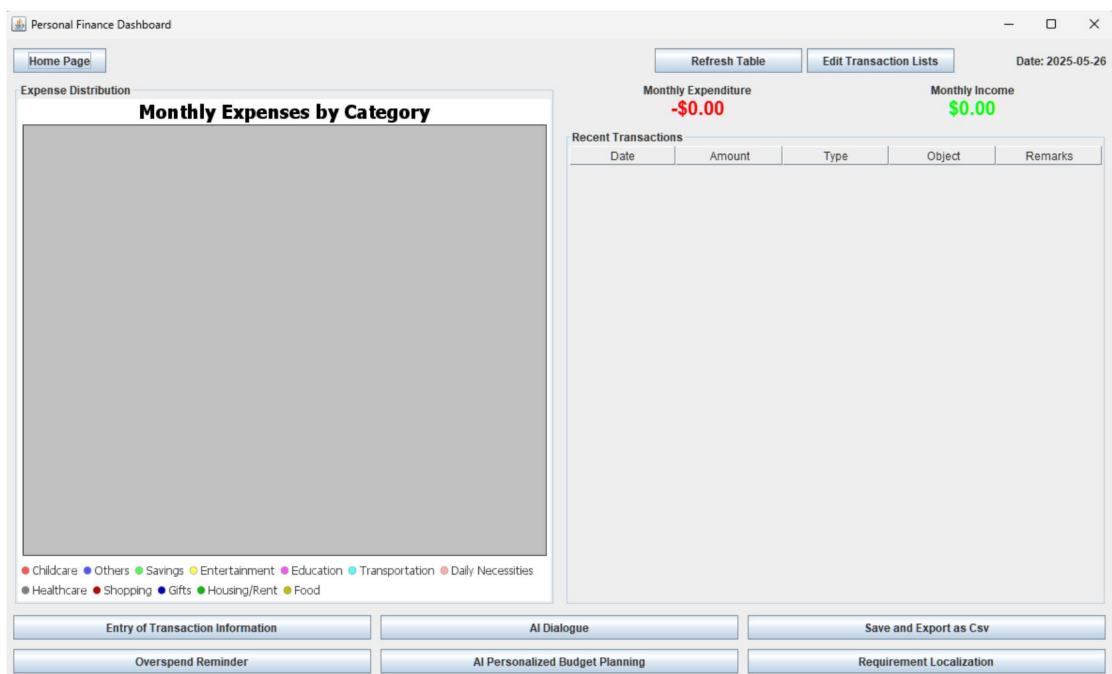 Personal Finance Dashboard
Home Page
Refresh Table
Edit Transaction Lists
Date: 2025-05-26
Expense Distribution
Monthly Expenses by Category
Childcare Others Savings Entertainment Education Transportation Daily Necessities
Healthcare Shopping Gifts Housing/Rent Food
Monthly Expenditure
-$0.00
Monthly Income
$0.00
Recent Transactions
Date Amount Type Object Remarks
Entry of Transaction Information
AI Dialogue
Save and Export as Csv
Overspend Reminder
AI Personalized Budget Planning
Requirement Localization